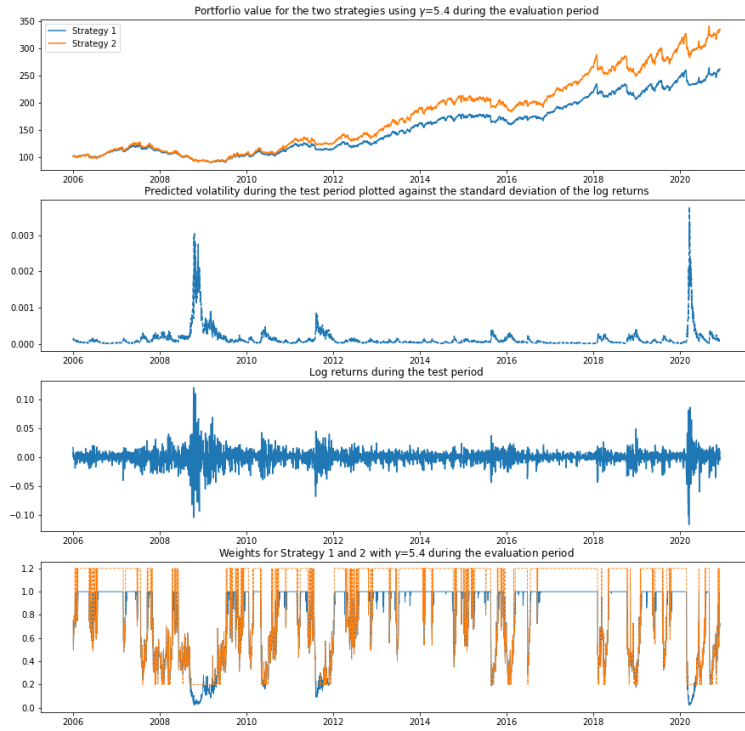 Portforlio value for the two strategies using γ=5.4 during the evaluation period
350
300
250
200
150
100
Strategy 1
Strategy 2
2006 2008 2010 2012 2014 2016 2018 2020
Predicted volatility during the test period plotted against the standard deviation of the log returns
0.003
0.002
0.001
0.000
2006 2008 2010 2012 2014 2016 2018 2020
Log returns during the test period
0.10
0.05
0.00
−0.05
−0.10
2006 2008 2010 2012 2014 2016 2018 2020
Weights for Strategy 1 and 2 with γ=5.4 during the evaluation period
1.2
1.0
0.8
0.6
0.4
0.2
0.0
2006 2008 2010 2012 2014 2016 2018 2020